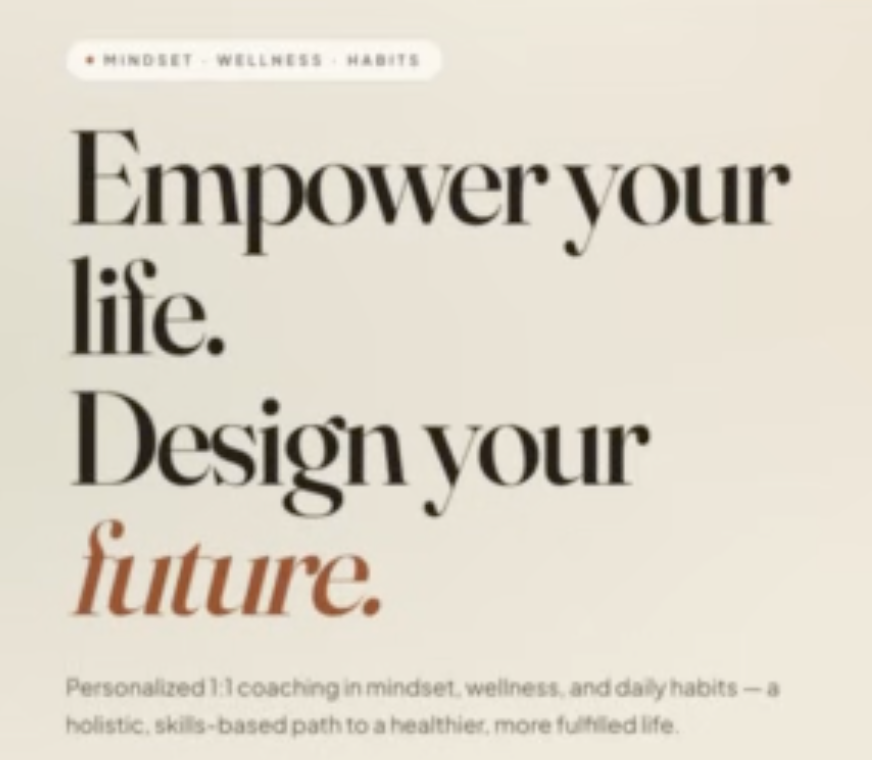 MINDSET · WELLNESS · HABITS
Empower your
life.
Design your
future.
Personalized 1:1 coaching in mindset, wellness, and daily habits — a
holistic, skills-based path to a healthier, more fulfilled life.